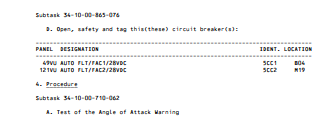 Subtask 34-10-00-865-076
D. Open, safety and tag this(these) circuit breaker(s):
PANEL DESIGNATION IDENT. LOCATION
49VU AUTO FLT/FAC1/28VDC 5CC1 B04
121VU AUTO FLT/FAC2/28VDC 5CC2 M19
4. Procedure
Subtask 34-10-00-710-062
A. Test of the Angle of Attack Warning